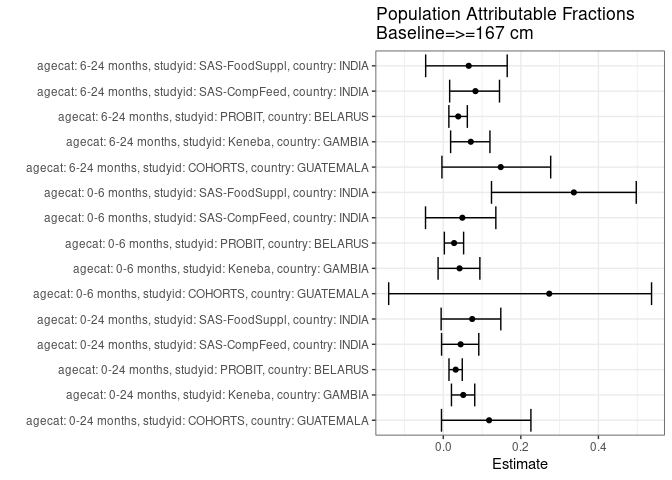 Population Attributable Fractions
Baseline=>=167 cm
agecat: 6-24 months, studyid: SAS-FoodSuppl, country: INDIA
agecat: 6-24 months, studyid: SAS-CompFeed, country: INDIA
agecat: 6-24 months, studyid: PROBIT, country: BELARUS
agecat: 6-24 months, studyid: Keneba, country: GAMBIA
agecat: 6-24 months, studyid: COHORTS, country: GUATEMALA
agecat: 0-6 months, studyid: SAS-FoodSuppl, country: INDIA
agecat: 0-6 months, studyid: SAS-CompFeed, country: INDIA
agecat: 0-6 months, studyid: PROBIT, country: BELARUS
agecat: 0-6 months, studyid: Keneba, country: GAMBIA
agecat: 0-6 months, studyid: COHORTS, country: GUATEMALA
agecat: 0-24 months, studyid: SAS-FoodSuppl, country: INDIA
agecat: 0-24 months, studyid: SAS-CompFeed, country: INDIA
agecat: 0-24 months, studyid: PROBIT, country: BELARUS
agecat: 0-24 months, studyid: Keneba, country: GAMBIA
agecat: 0-24 months, studyid: COHORTS, country: GUATEMALA
0.0 0.2 0.4
Estimate